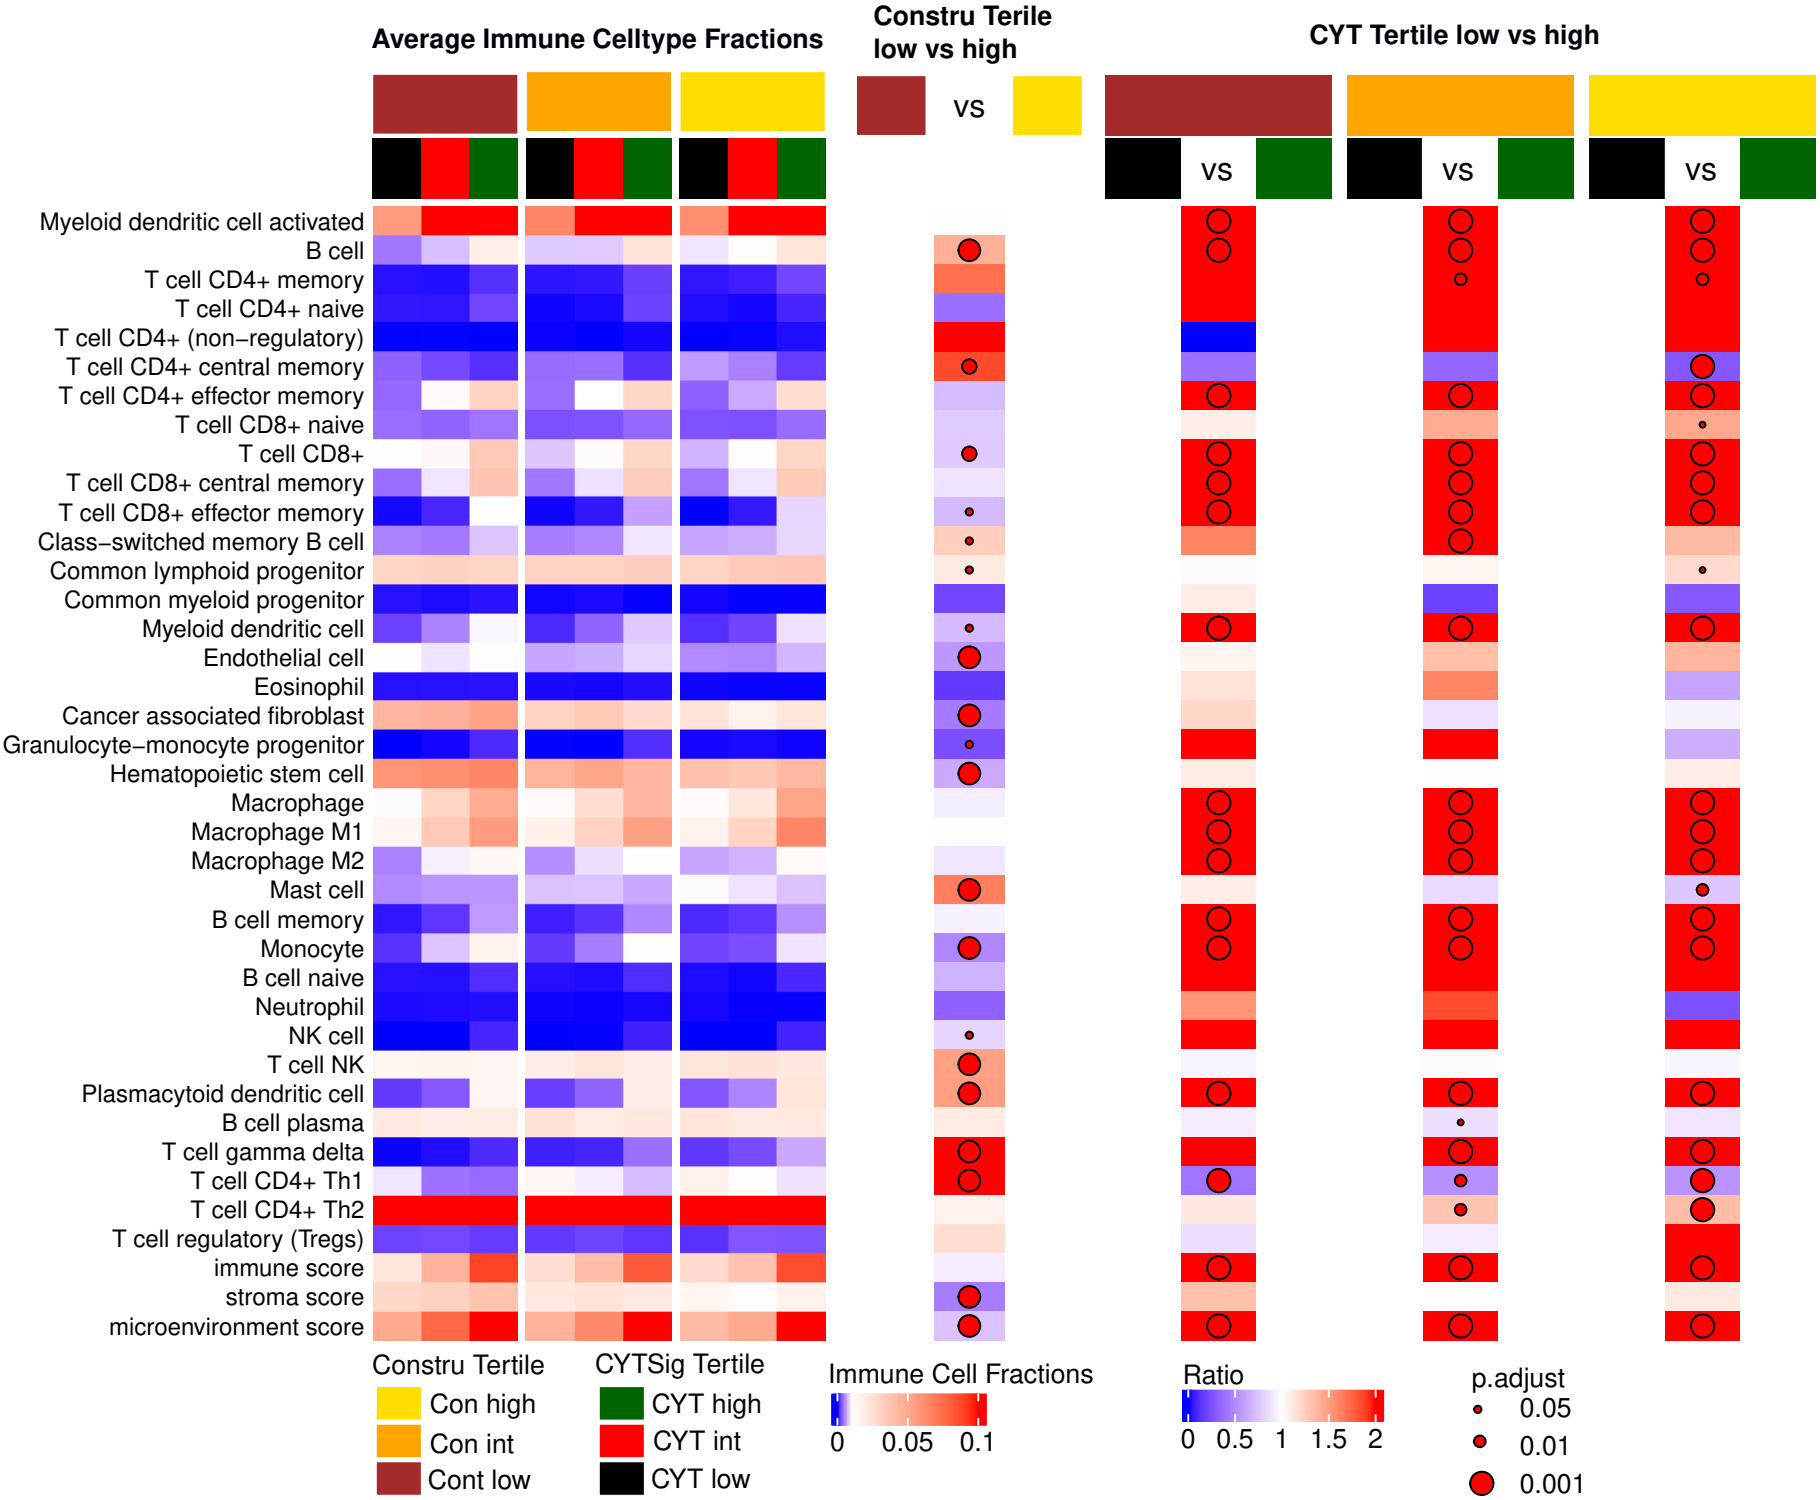 Average Immune Celltype Fractions
Constru Terile
low vs high
CYT Tertile low vs high
vs
vs
vs
vs
Myeloid dendritic cell activated
B cell
T cell CD4+ memory
T cell CD4+ naive
T cell CD4+ (non−regulatory)
T cell CD4+ central memory
T cell CD4+ effector memory
T cell CD8+ naive
T cell CD8+
T cell CD8+ central memory
T cell CD8+ effector memory
Class−switched memory B cell
Common lymphoid progenitor
Common myeloid progenitor
Myeloid dendritic cell
Endothelial cell
Eosinophil
Cancer associated fibroblast
Granulocyte−monocyte progenitor
Hematopoietic stem cell
Macrophage
Macrophage M1
Macrophage M2
Mast cell
B cell memory
Monocyte
B cell naive
Neutrophil
NK cell
T cell NK
Plasmacytoid dendritic cell
B cell plasma
T cell gamma delta
T cell CD4+ Th1
T cell CD4+ Th2
T cell regulatory (Tregs)
immune score
stroma score
microenvironment score
Constru Tertile
Con high
Con int
Cont low
CYTSig Tertile
CYT high
CYT int
CYT low
Immune Cell Fractions
0 0.05 0.1
Ratio
0 0.5 1 1.5 2
p.adjust
0.05
0.01
0.001